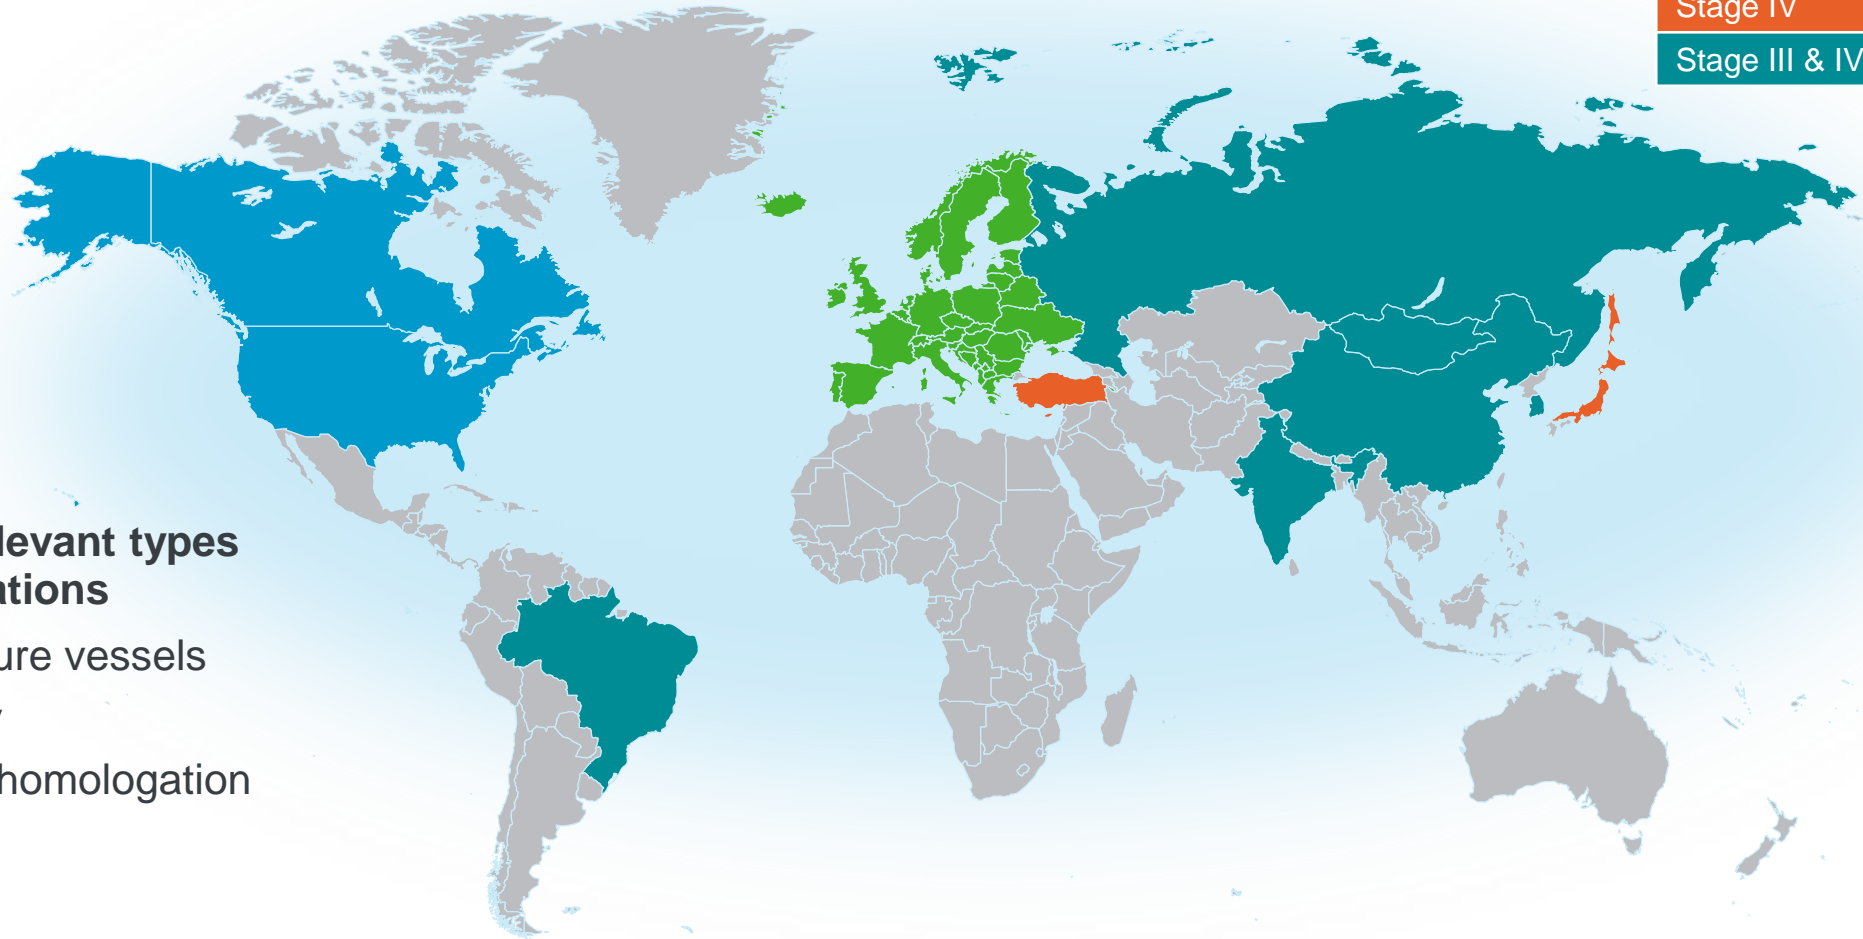 Stage IV
Stage III & IV
levant types
ations
ure vessels
homologation